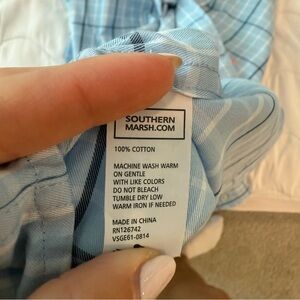 SOUTHERN
MARSH.COM
100% COTTON
MACHINE WASH WARM
ON GENTLE
WITH LIKE COLORS
DO NOT BLEACH
TUMBLE DRY LOW
WARM IRON IF NEEDED
MADE IN CHINA
RN126742
VSGE61-0814